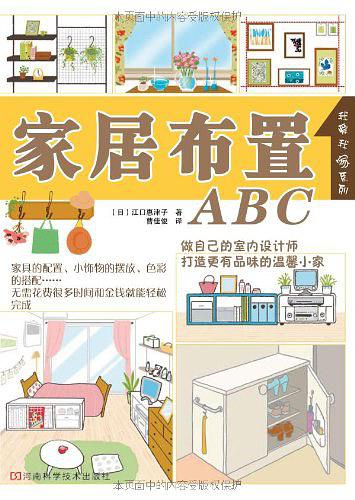 本页面中的内容受版权保护
家居布置
ABC
我爱我家系列
[日] 江口惠津子 著
曹佳俊 译
做自己的室内设计师
打造更有品味的温馨小家
家具的配置、小饰物的摆放、色彩
的搭配……
无需花费很多时间和金钱就能轻松
完成
河南科学技术出版社
本页面中的内容受版权保护